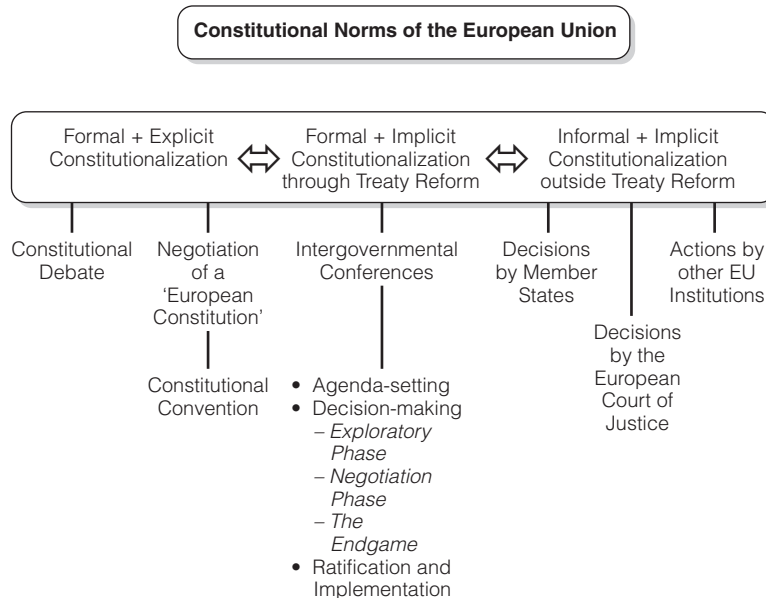 Constitutional Norms of the European Union
Formal + Explicit
Constitutionalization
Formal + Implicit
Constitutionalization
through Treaty Reform
Informal + Implicit
Constitutionalization
outside Treaty Reform
Constitutional
Debate
Negotiation
of a
‘European
Constitution’
Constitutional
Convention
Intergovernmental
Conferences
• Agenda-setting
• Decision-making
– Exploratory
Phase
– Negotiation
Phase
– The
Endgame
• Ratification and
Implementation
Decisions
by Member
States
Decisions
by the
European
Court of
Justice
Actions by
other EU
Institutions